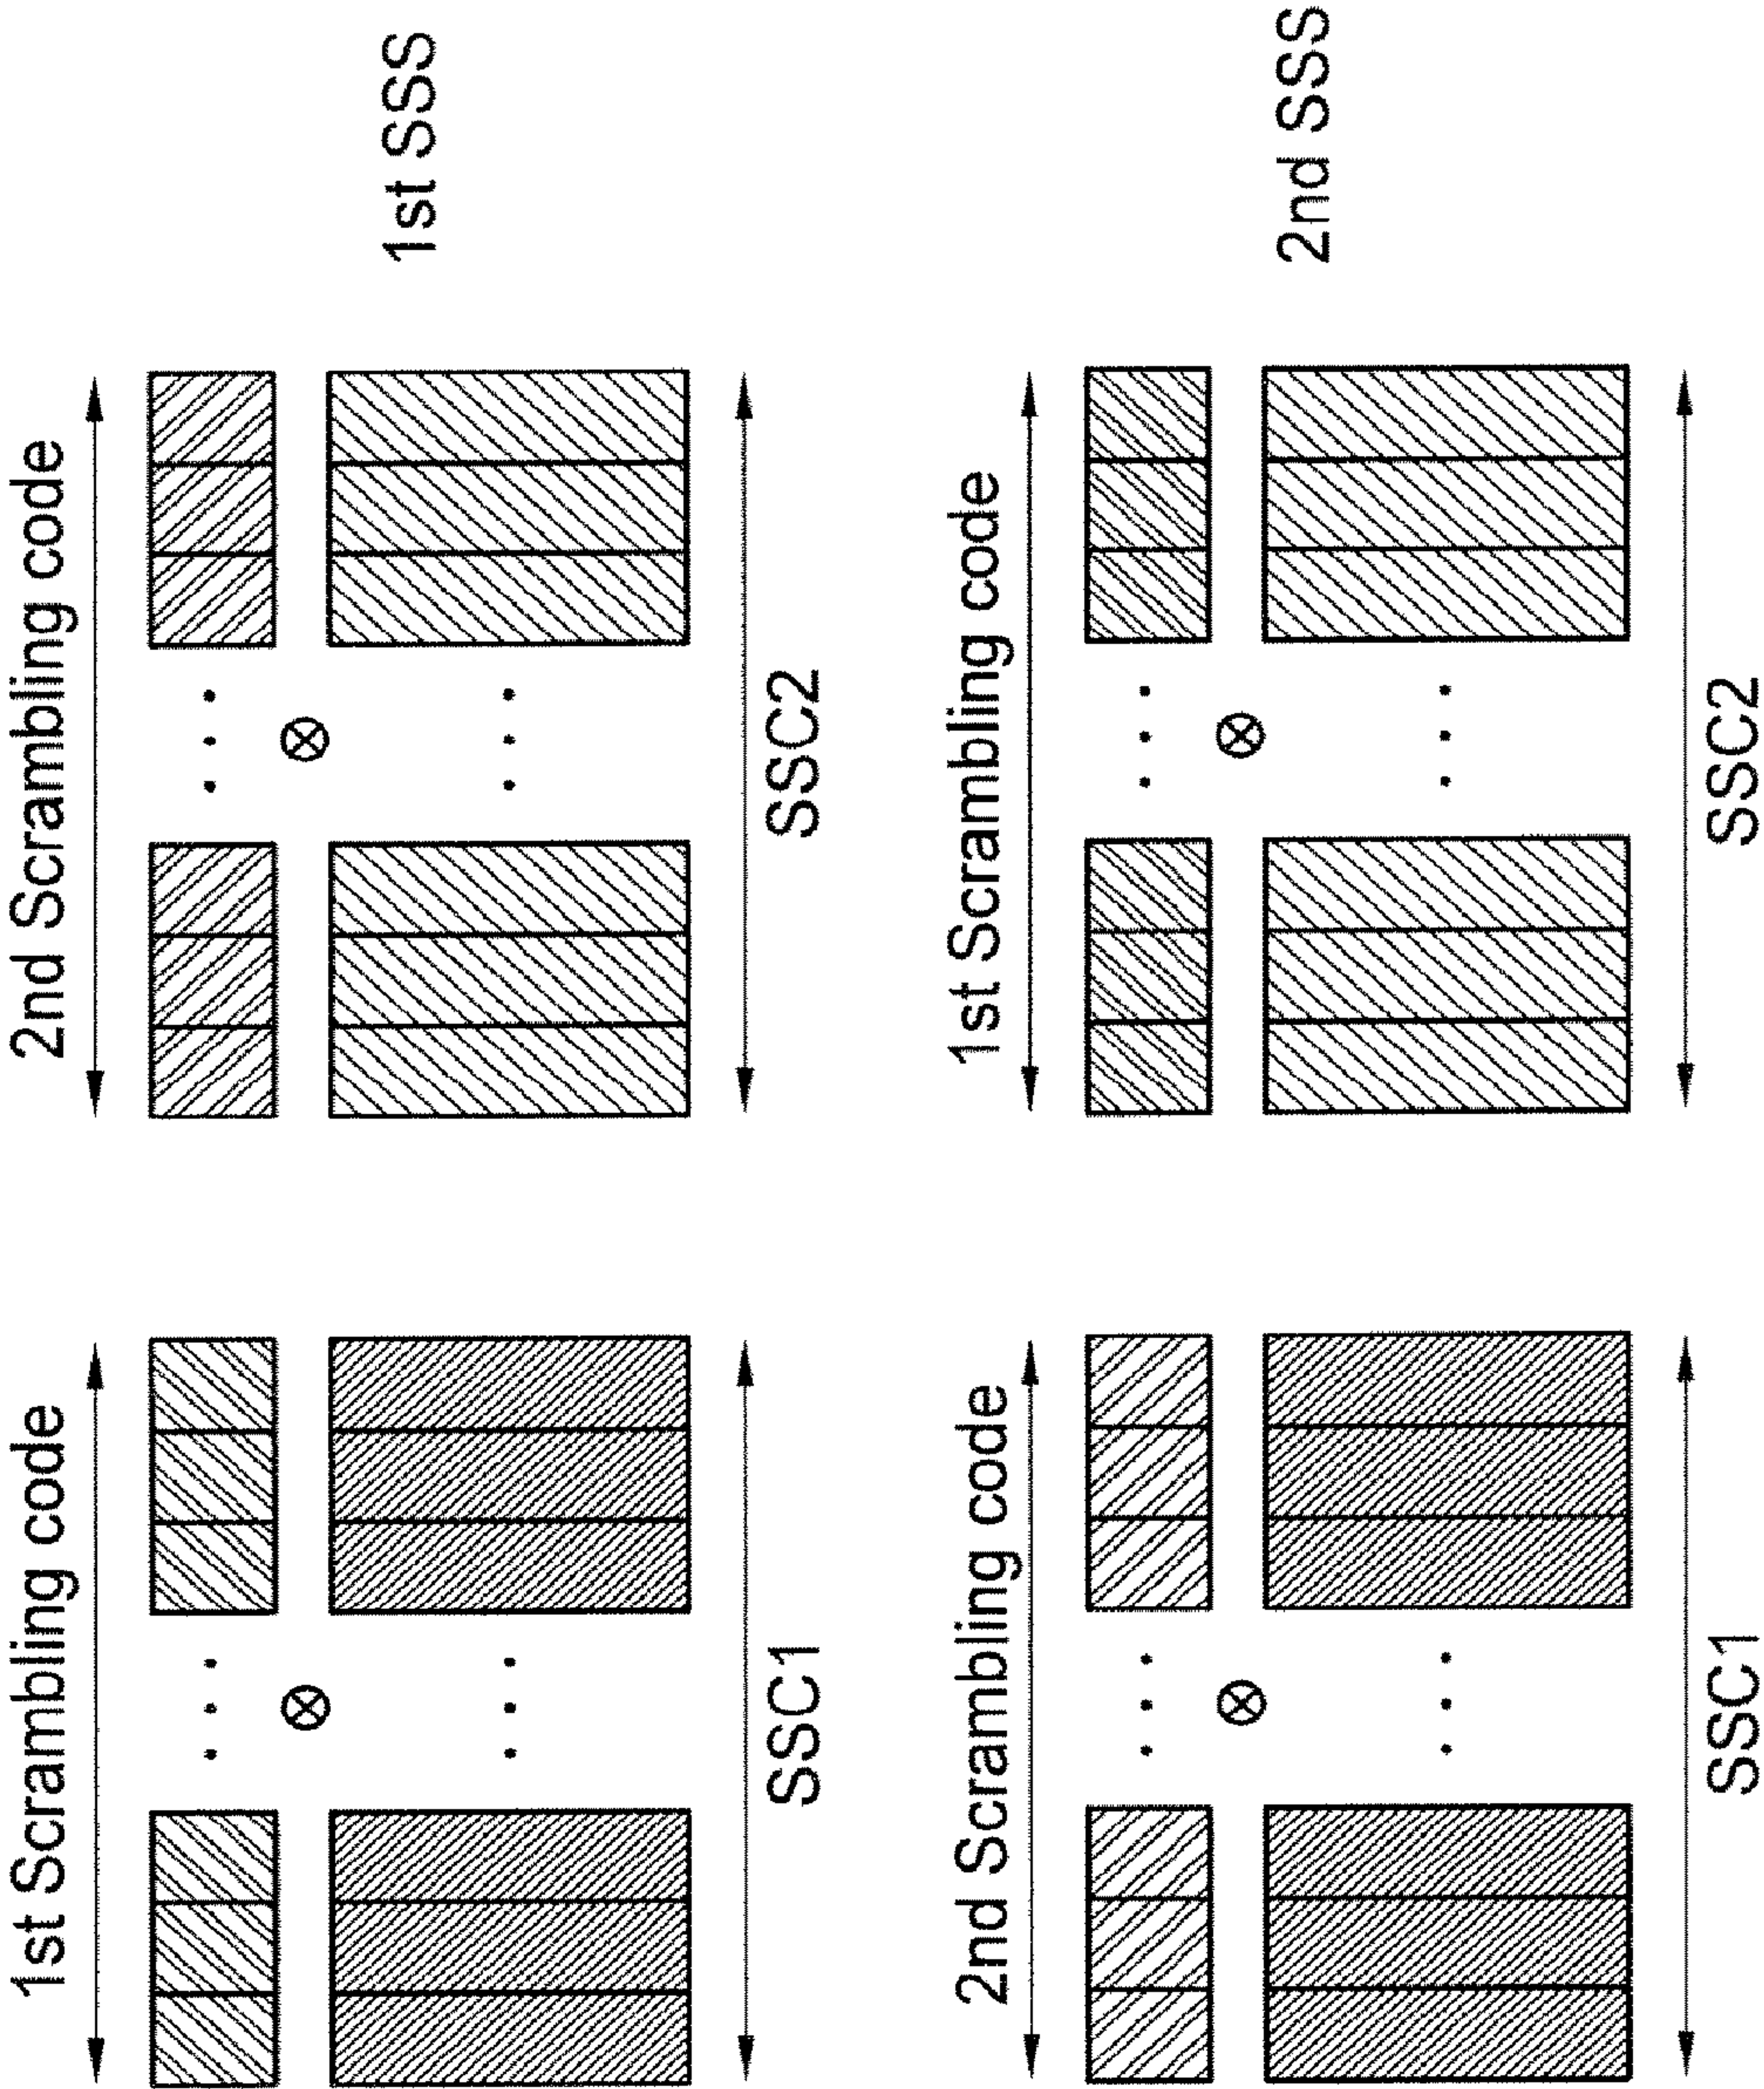 1st Scrambling code
2nd Scrambling code
SSC1
SSC2
1st SSS
2nd Scrambling code
1st Scrambling code
SSC1
SSC2
2nd SSS